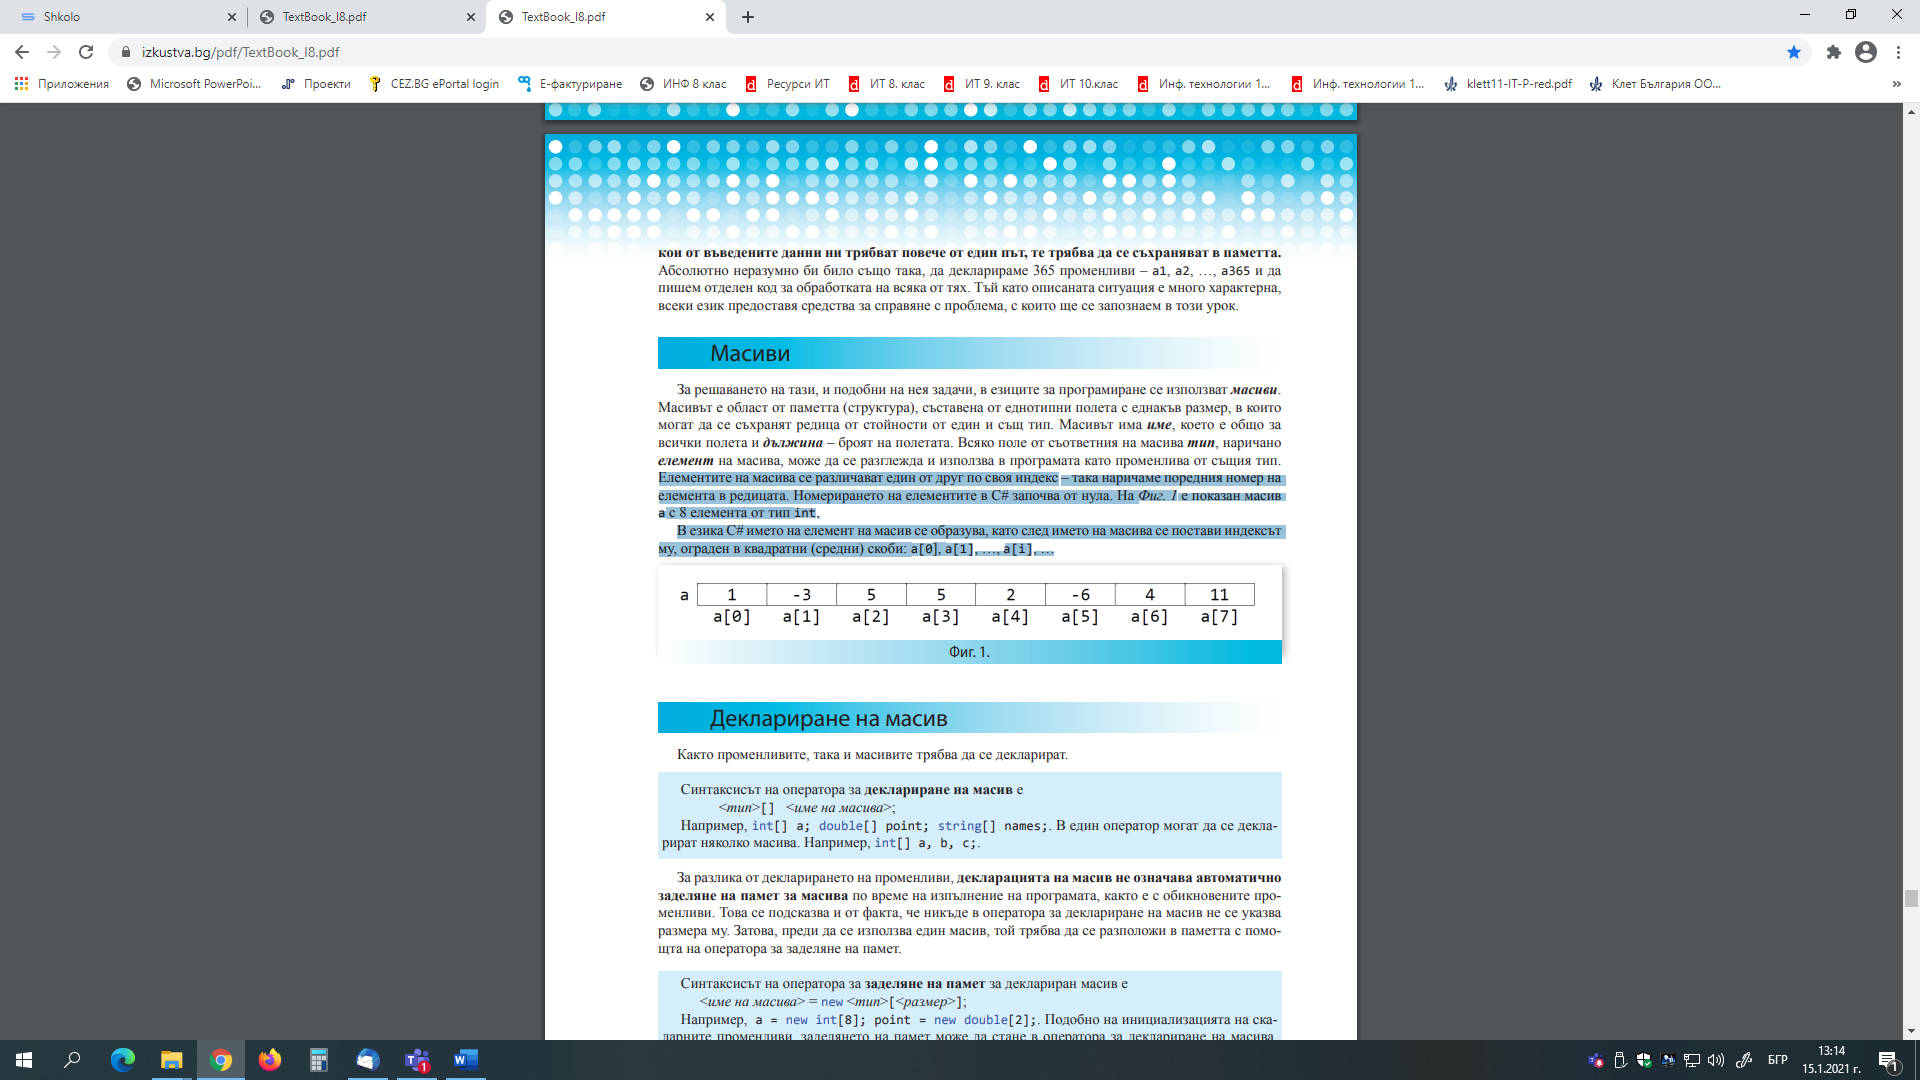 Shkolo
TextBook_I8.pdf
TextBook_I8.pdf
izkustva.bg/pdf/TextBook_I8.pdf
Приложения
Microsoft PowerPoi...
Проекти
CEZ.BG ePortal login
Е-фактуриране
ИНФ 8 клас
Ресурси ИТ
ИТ 8. клас
ИТ 9. клас
ИТ 10.клас
Инф. технологии 1...
Инф. технологии 1...
klett11-IT-P-red.pdf
Клет България ОО...
кои от въведените данни ни трябват повече от един път, те трябва да се съхраняват в паметта.
Абсолютно неразумно би било също така, да декларираме 365 променливи – a1, a2, …, a365 и да
пишем отделен код за обработката на всяка от тях. Тъй като описаната ситуация е много характерна,
всеки език предоставя средства за справяне с проблема, с които ще се запознаем в този урок.
Масиви
За решаването на тази, и подобни на нея задачи, в езиците за програмиране се използват масиви.
Масивът е област от паметта (структура), съставена от еднотипни полета с еднакъв размер, в които
могат да се съхранят редица от стойности от един и същ тип. Масивът има име, което е общо за
всички полета и дължина – броят на полетата. Всяко поле от съответния на масива тип, наричано
елемент на масива, може да се разглежда и използва в програмата като променлива от същия тип.
Елементите на масива се различават един от друг по своя индекс – така наричаме поредния номер на
елемента в редицата. Номерирането на елементите в C# започва от нула. На Фиг. 1 е показан масив
a с 8 елемента от тип int.
В езика C# името на елемент на масив се образува, като след името на масива се постави индексът
му, ограден в квадратни (средни) скоби: a[0], a[1], …, a[i], …
a 1 -3 5 5 2 -6 4 11
a[0] a[1] a[2] a[3] a[4] a[5] a[6] a[7]
Фиг. 1.
Деклариране на масив
Както променливите, така и масивите трябва да се декларират.
Синтаксисът на оператора за деклариране на масив е
<тип>[] <име на масива>;
Например, int[] a; double[] point; string[] names;. В един оператор могат да се декла-
рират няколко масива. Например, int[] a, b, c;.
За разлика от декларирането на променливи, декларацията на масив не означава автоматично
заделяне на памет за масива по време на изпълнение на програмата, както е с обикновените про-
менливи. Това се подсказва и от факта, че никъде в оператора за деклариране на масив не се указва
размера му. Затова, преди да се използва един масив, той трябва да се разположи в паметта с помо-
щта на оператора за заделяне на памет.
Синтаксисът на оператора за заделяне на памет за деклариран масив е
<име на масива> = new <тип>[<размер>];
Например, a = new int[8]; point = new double[2];. Подобно на инициализацията на ска-
ларните променливи, заделянето на памет може да стане в оператора за деклариране на масива.
1
БГР
13:14
15.1.2021 г.
1